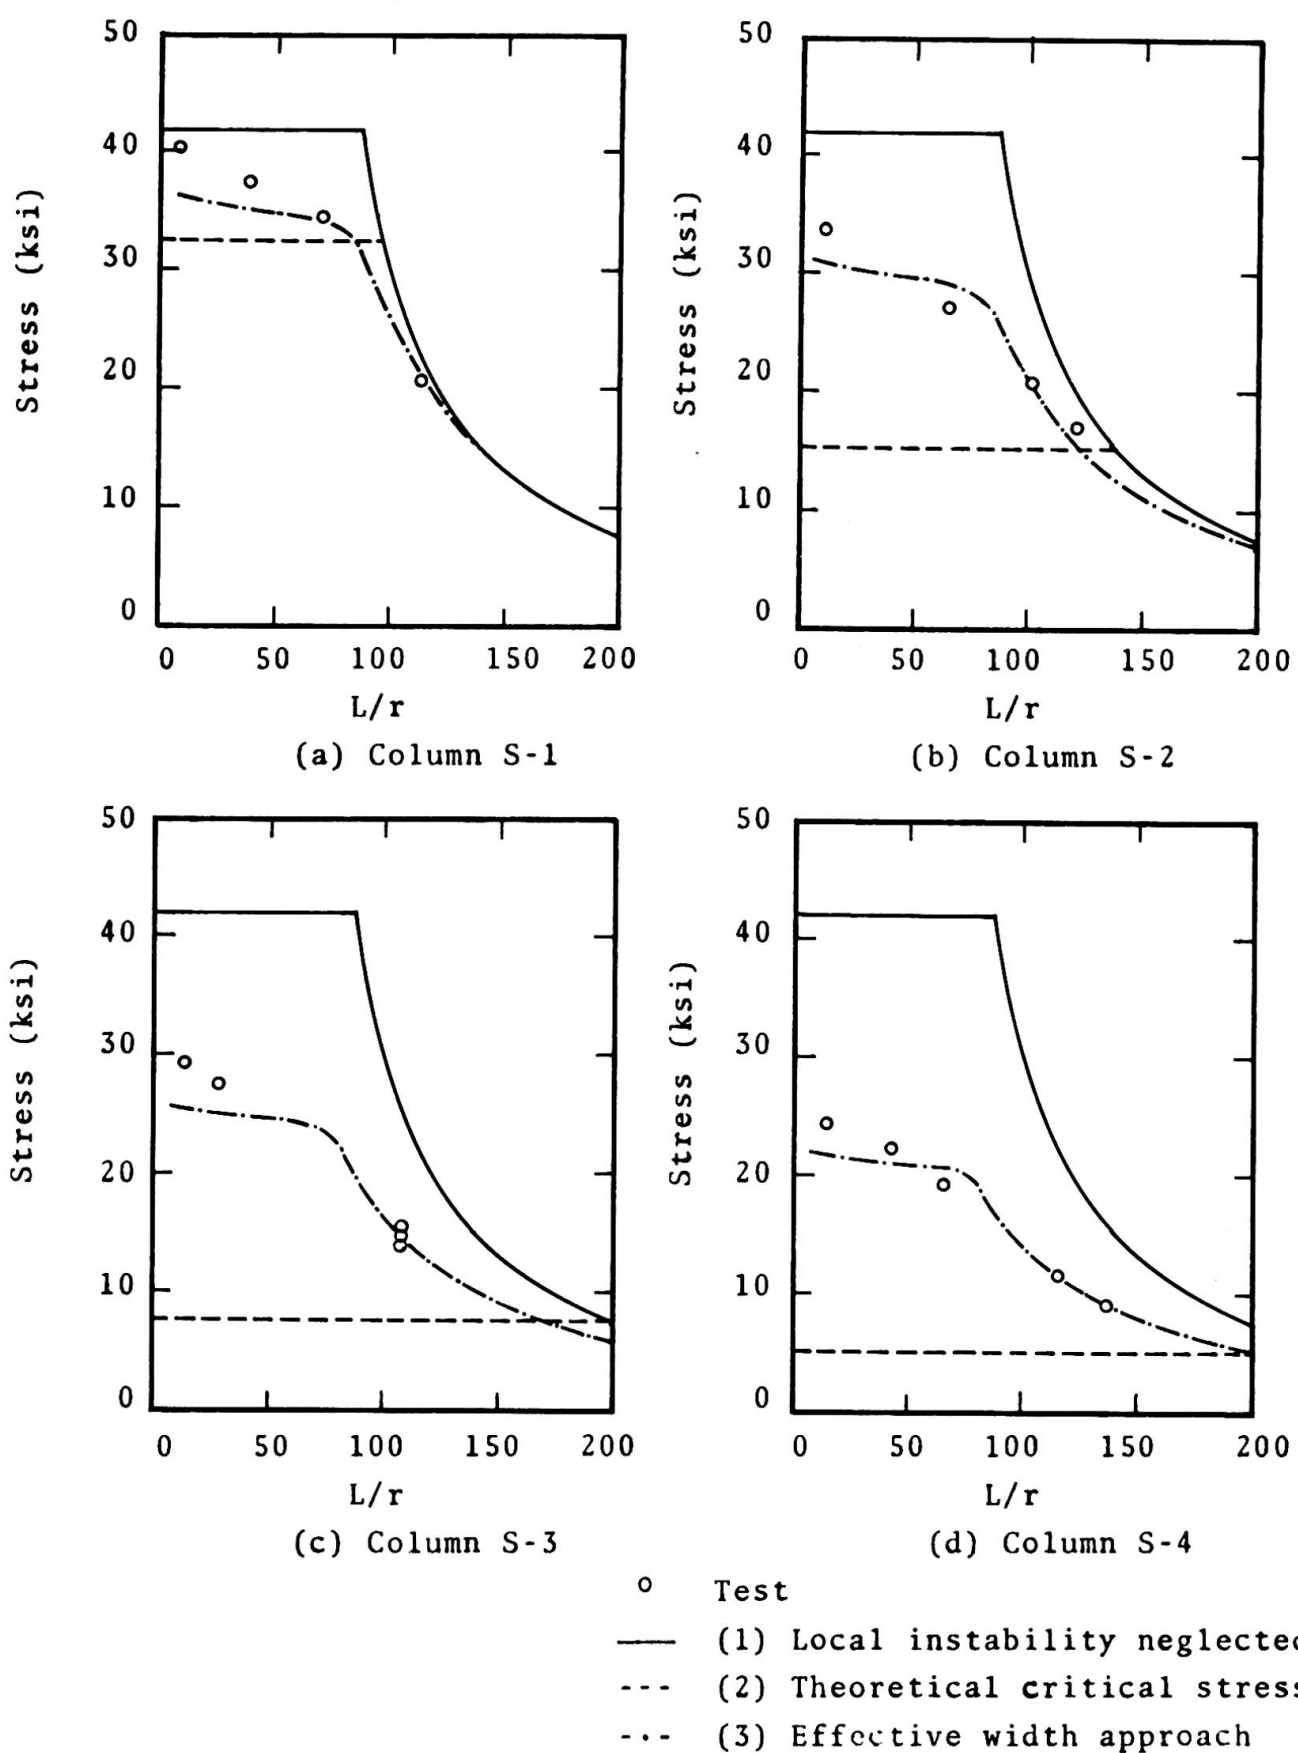 50
40
30
20
10
0
Stress (ksi)
0 50 100 150 200
L/r
(a) Column S-1
50
40
30
20
10
0
Stress (ksi)
0 50 100 150 200
L/r
(b) Column S-2
50
40
30
20
10
0
Stress (ksi)
0 50 100 150 200
L/r
(c) Column S-3
50
40
30
20
10
0
Stress (ksi)
0 50 100 150 200
L/r
(d) Column S-4
Test
(1) Local instability neglected
(2) Theoretical critical stress
(3) Effective width approach